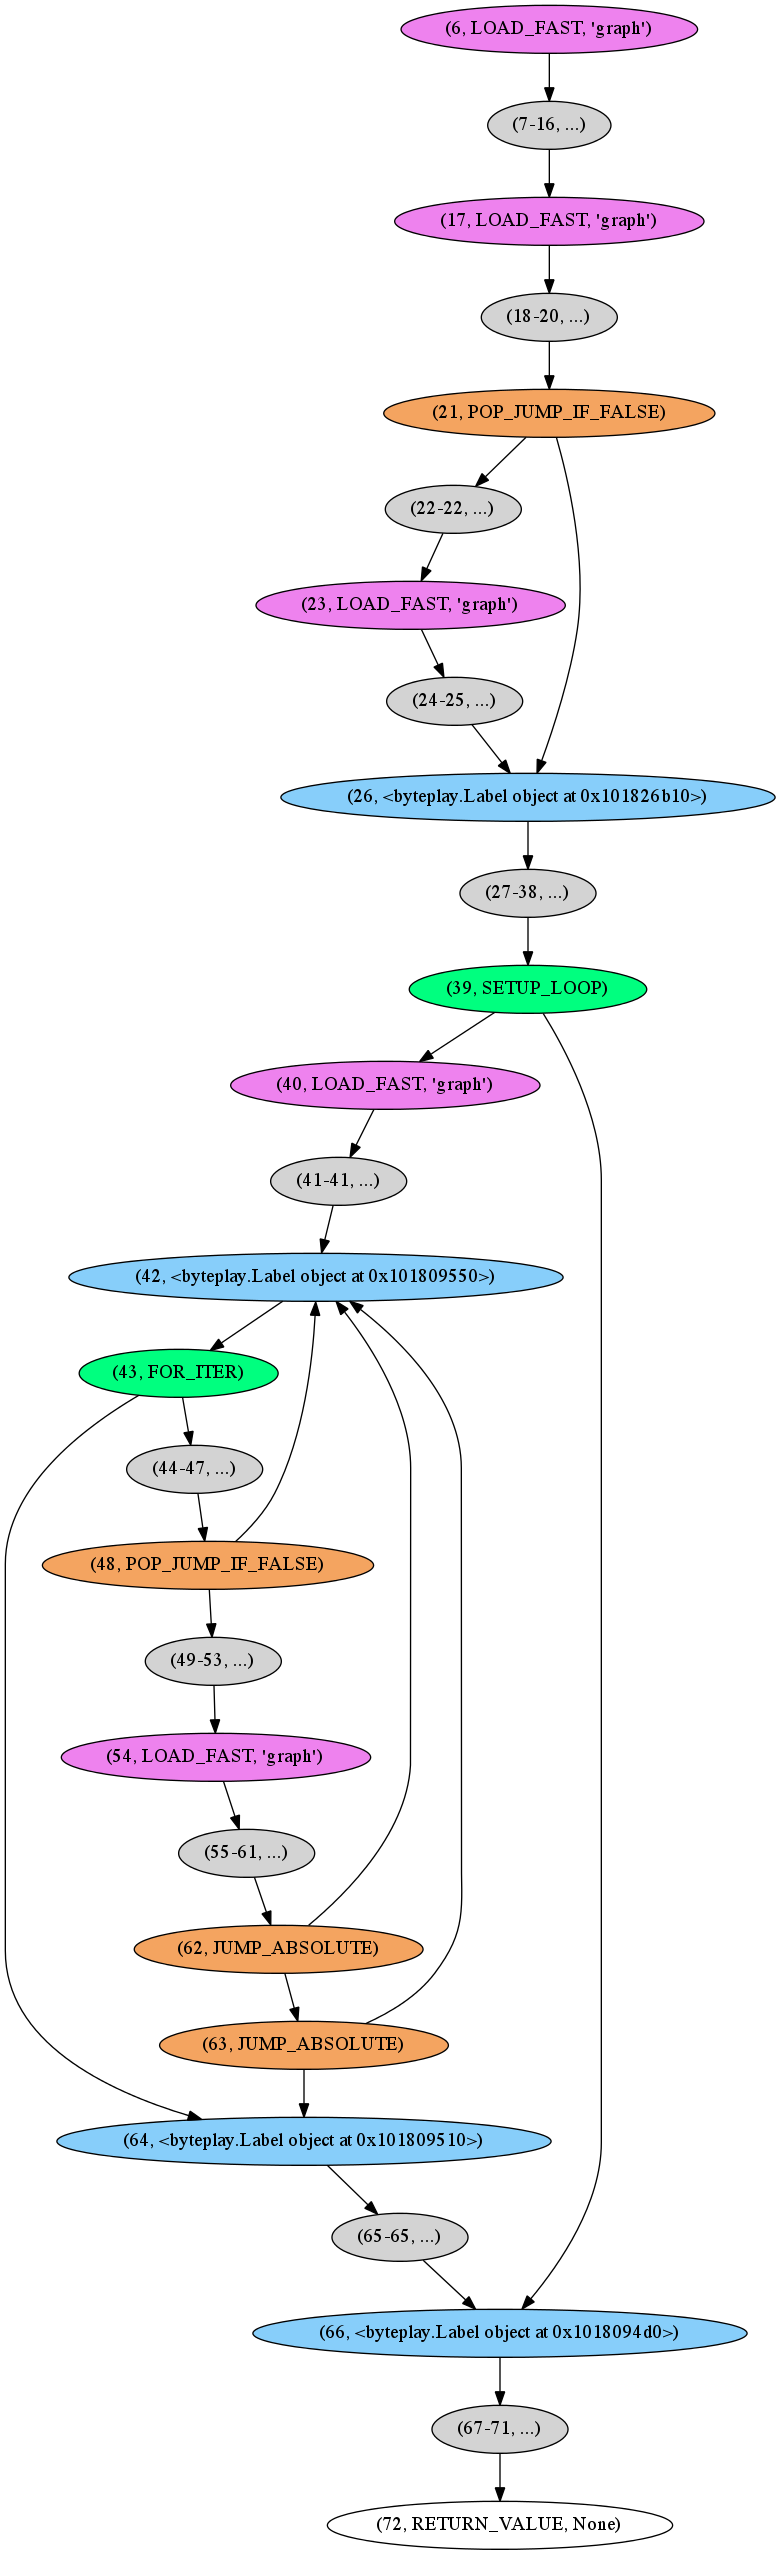 (6, LOAD_FAST, 'graph')
(7-16, ...)
(17, LOAD_FAST, 'graph')
(18-20, ...)
(21, POP_JUMP_IF_FALSE)
(22-22, ...)
(23, LOAD_FAST, 'graph')
(24-25, ...)
(26, <byteplay.Label object at 0x101826b10>)
(27-38, ...)
(39, SETUP_LOOP)
(40, LOAD_FAST, 'graph')
(41-41, ...)
(42, <byteplay.Label object at 0x101809550>)
(43, FOR_ITER)
(44-47, ...)
(48, POP_JUMP_IF_FALSE)
(49-53, ...)
(54, LOAD_FAST, 'graph')
(55-61, ...)
(62, JUMP_ABSOLUTE)
(63, JUMP_ABSOLUTE)
(64, <byteplay.Label object at 0x101809510>)
(65-65, ...)
(66, <byteplay.Label object at 0x1018094d0>)
(67-71, ...)
(72, RETURN_VALUE, None)